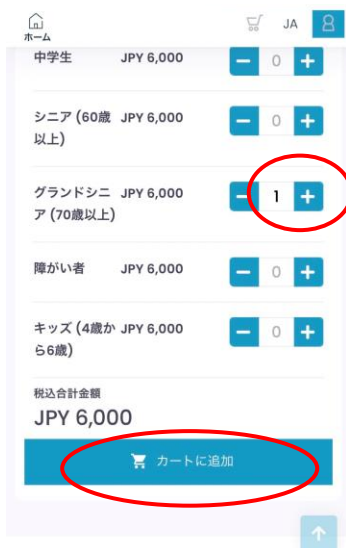 ホーム
JA
中学生 JPY 6,000 − 0 +
シニア (60歳 JPY 6,000 − 0 +
以上)
グランドシニ JPY 6,000 − 1 +
ア (70歳以上)
障がい者 JPY 6,000 − 0 +
キッズ (4歳か JPY 6,000 − 0 +
ら6歳)
税込合計金額
JPY 6,000
カートに追加